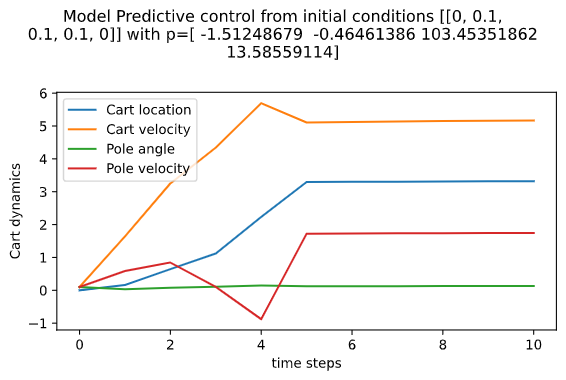 Model Predictive control from initial conditions [[0, 0.1,
0.1, 0.1, 0]] with p=[ -1.51248679  -0.46461386 103.45351862
13.58559114]
6
5
4
3
2
1
0
−1
Cart dynamics
Cart location
Cart velocity
Pole angle
Pole velocity
0 2 4 6 8 10
time steps